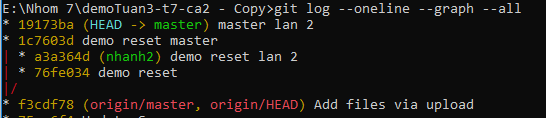 E:\Nhom 7\demoTuan3-t7-ca2 - Copy>git log --oneline --graph --all
* 19173ba (HEAD -> master) master lan 2
* 1c7603d demo reset master
| * a3a364d (nhanh2) demo reset lan 2
| * 76fe034 demo reset
|/
* f3cdf78 (origin/master, origin/HEAD) Add files via upload